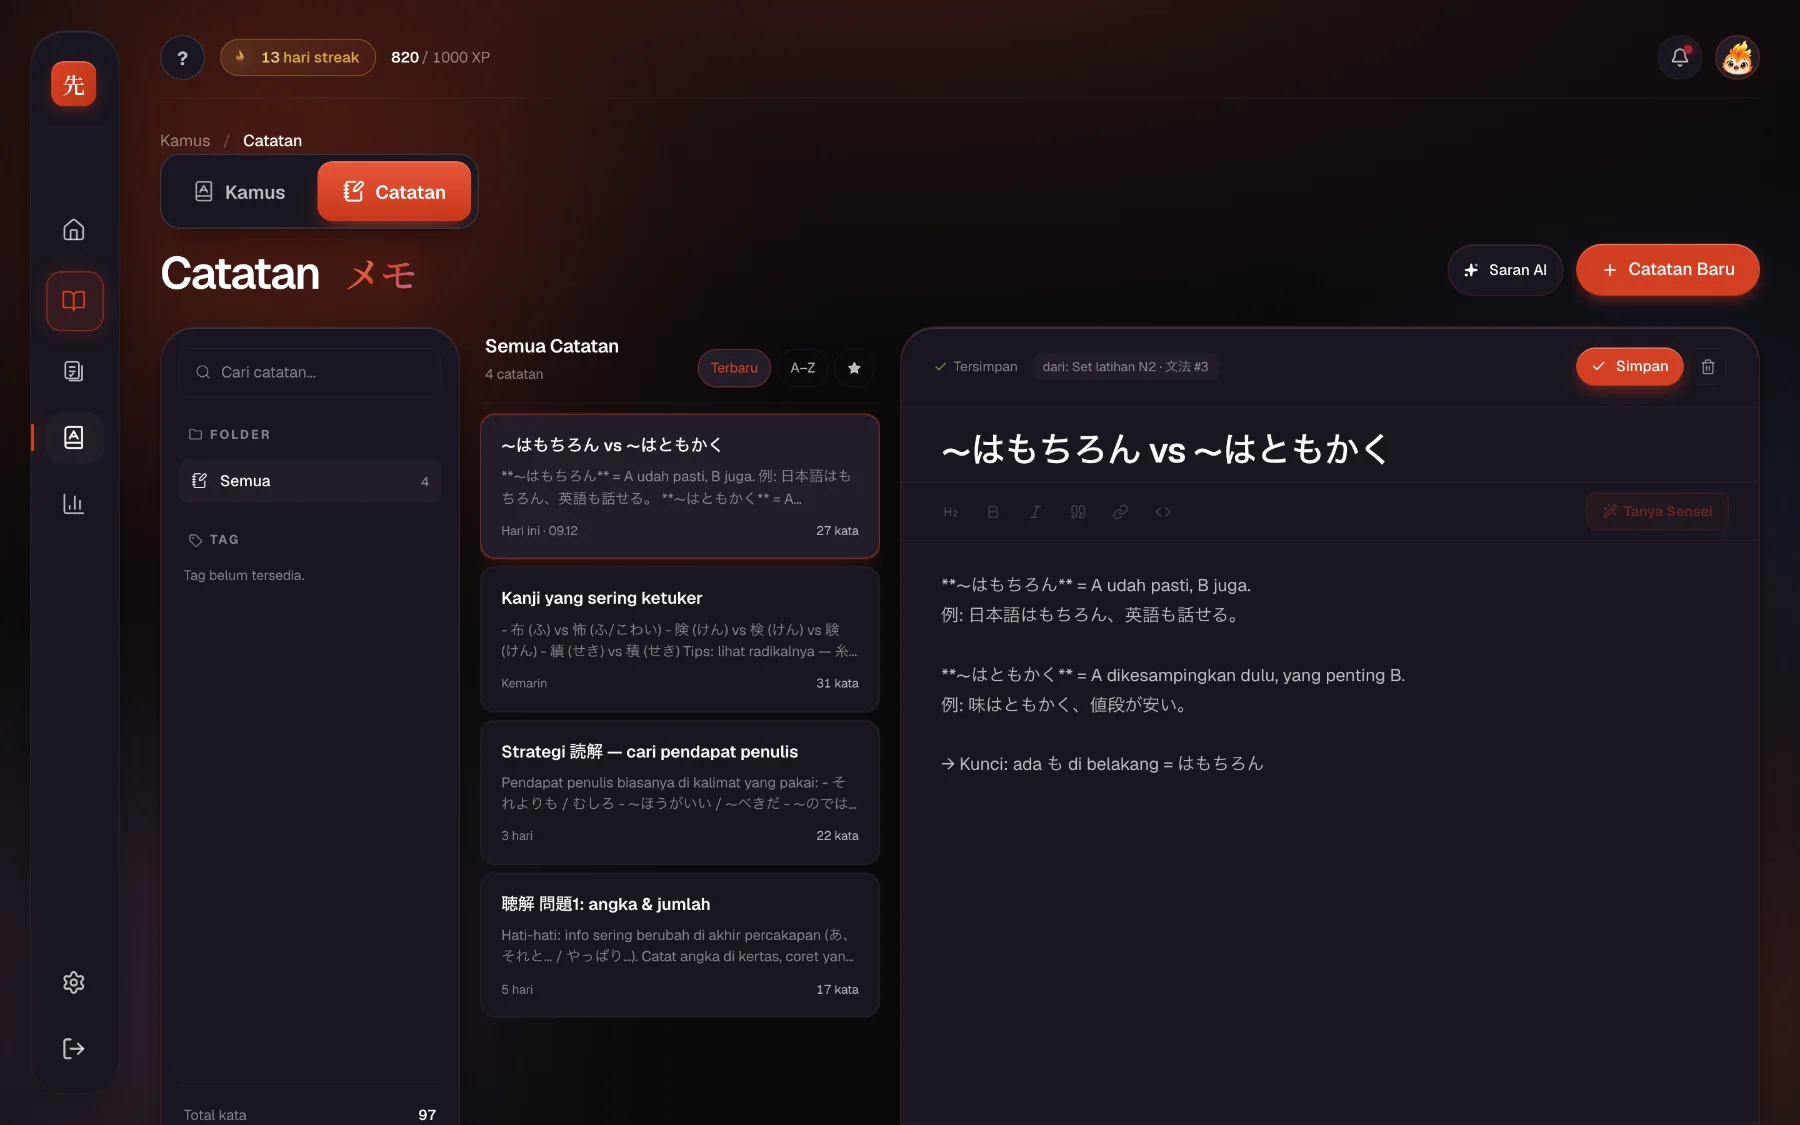 先
?
13 hari streak
820 / 1000 XP
Kamus / Catatan
Kamus
Catatan
Catatan メモ
Saran AI
+ Catatan Baru
Cari catatan...
FOLDER
Semua 4
TAG
Tag belum tersedia.
Total kata 97
Semua Catatan
4 catatan
Terbaru
A–Z
〜はもちろん vs 〜はともかく
**〜はもちろん** = A udah pasti, B juga. 例: 日本語はも
ちろん、英語も話せる。 **〜はともかく** = A...
Hari ini · 09.12
27 kata
Kanji yang sering ketuker
- 布 (ふ) vs 怖 (ふ/こわい) - 険 (けん) vs 検 (けん) vs 験
(けん) - 績 (せき) vs 積 (せき) Tips: lihat radikalnya — 糸...
Kemarin
31 kata
Strategi 読解 — cari pendapat penulis
Pendapat penulis biasanya di kalimat yang pakai: - そ
れよりも / むしろ - 〜ほうがいい / 〜べきだ - 〜のでは...
3 hari
22 kata
聴解 問題1: angka & jumlah
Hati-hati: info sering berubah di akhir percakapan (あ、
それと... / やっぱり...). Catat angka di kertas, coret yan...
5 hari
17 kata
Tersimpan
dari: Set latihan N2 · 文法 #3
Simpan
〜はもちろん vs 〜はともかく
H2 B I
Tanya Sensei
**〜はもちろん** = A udah pasti, B juga.
例: 日本語はもちろん、英語も話せる。
**〜はともかく** = A dikesampingkan dulu, yang penting B.
例: 味はともかく、値段が安い。
→ Kunci: ada も di belakang = はもちろん